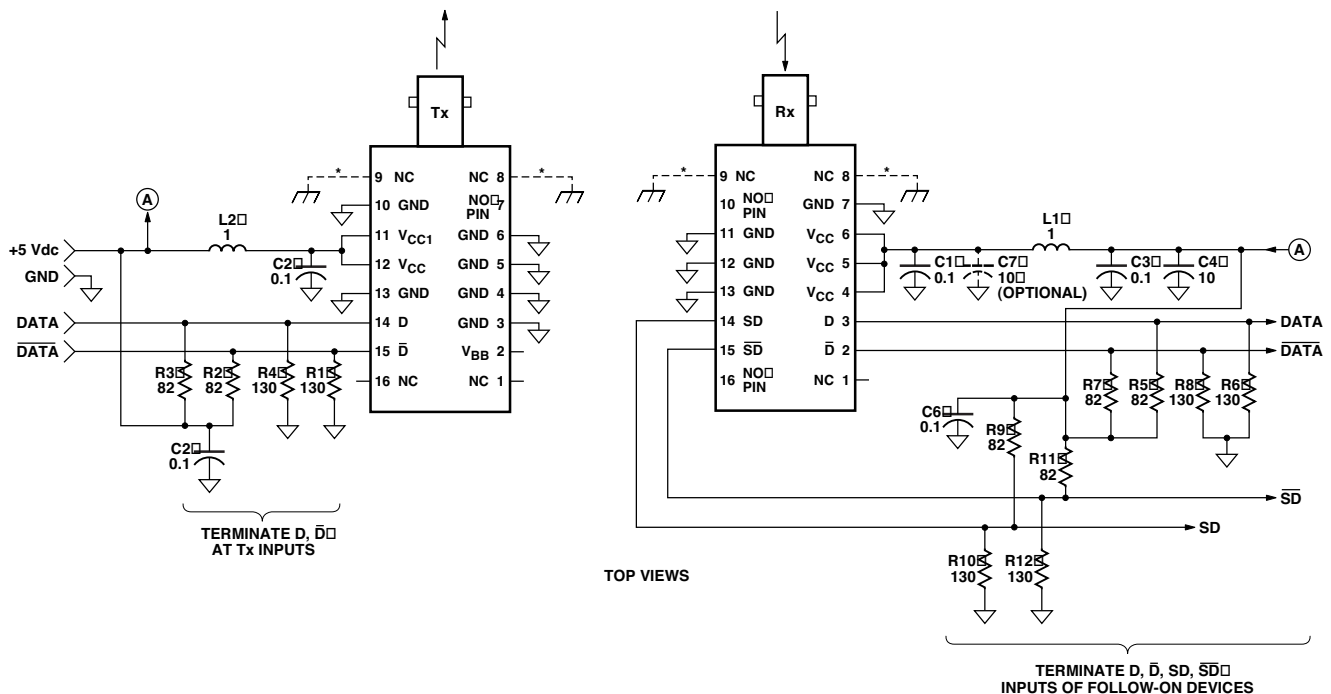 Tx
Rx
*
9 NC
NC 8
*
10 GND
NO□ 7
PIN
11 VCC1
GND 6
12 VCC
GND 5
13 GND
GND 4
14 D
GND 3
15 D̅
VBB 2
16 NC
NC 1
A
+5 Vdc
L2□
1
C2□
0.1
GND
DATA
D̅A̅T̅A̅
R3□
82
R2□
82
R4□
130
R1□
130
C2□
0.1
TERMINATE D, D̅□
AT Tx INPUTS
*
9 NC
NC 8
*
10 NO□
PIN
GND 7
11 GND
VCC 6
12 GND
VCC 5
13 GND
VCC 4
14 SD
D 3
15 S̅D̅
D̅ 2
16 NO□
PIN
NC 1
C1□
0.1
C7□
10□
(OPTIONAL)
L1□
1
C3□
0.1
C4□
10
A
DATA
D̅A̅T̅A̅
R7□
82
R5□
82
R8□
130
R6□
130
C6□
0.1
R9□
82
R11□
82
S̅D̅
SD
R10□
130
R12□
130
TOP VIEWS
TERMINATE D, D̅, SD, S̅D̅□
INPUTS OF FOLLOW-ON DEVICES